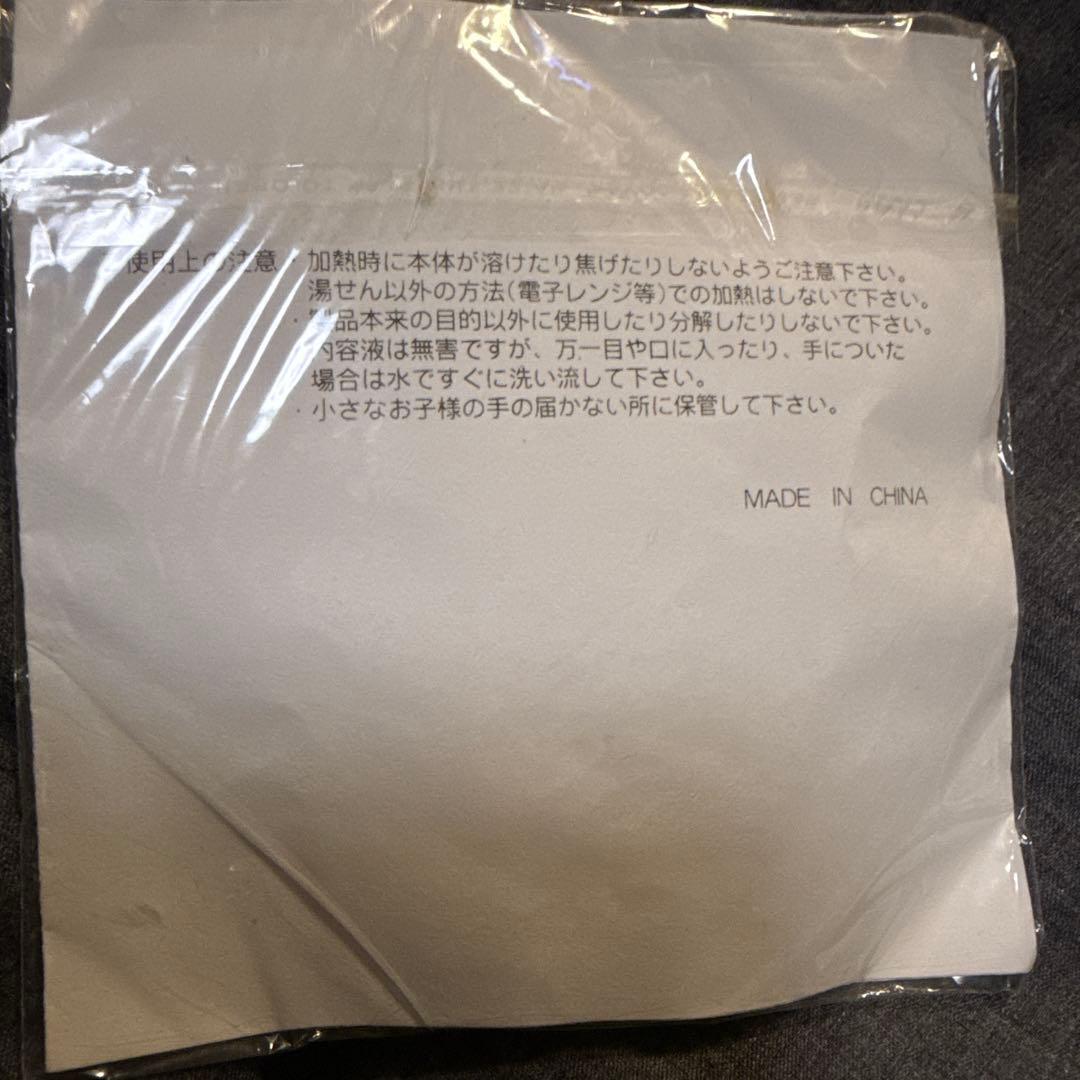 使用上の注意・加熱時に本体が溶けたり焦げたりしないようご注意下さい。
湯せん以外の方法(電子レンジ等)での加熱はしないで下さい。
・製品本来の目的以外に使用したり分解したりしないで下さい。
内容液は無害ですが、万一目や口に入ったり、手についた
場合は水ですぐに洗い流して下さい。
・小さなお子様の手の届かない所に保管して下さい。
MADE IN CHINA